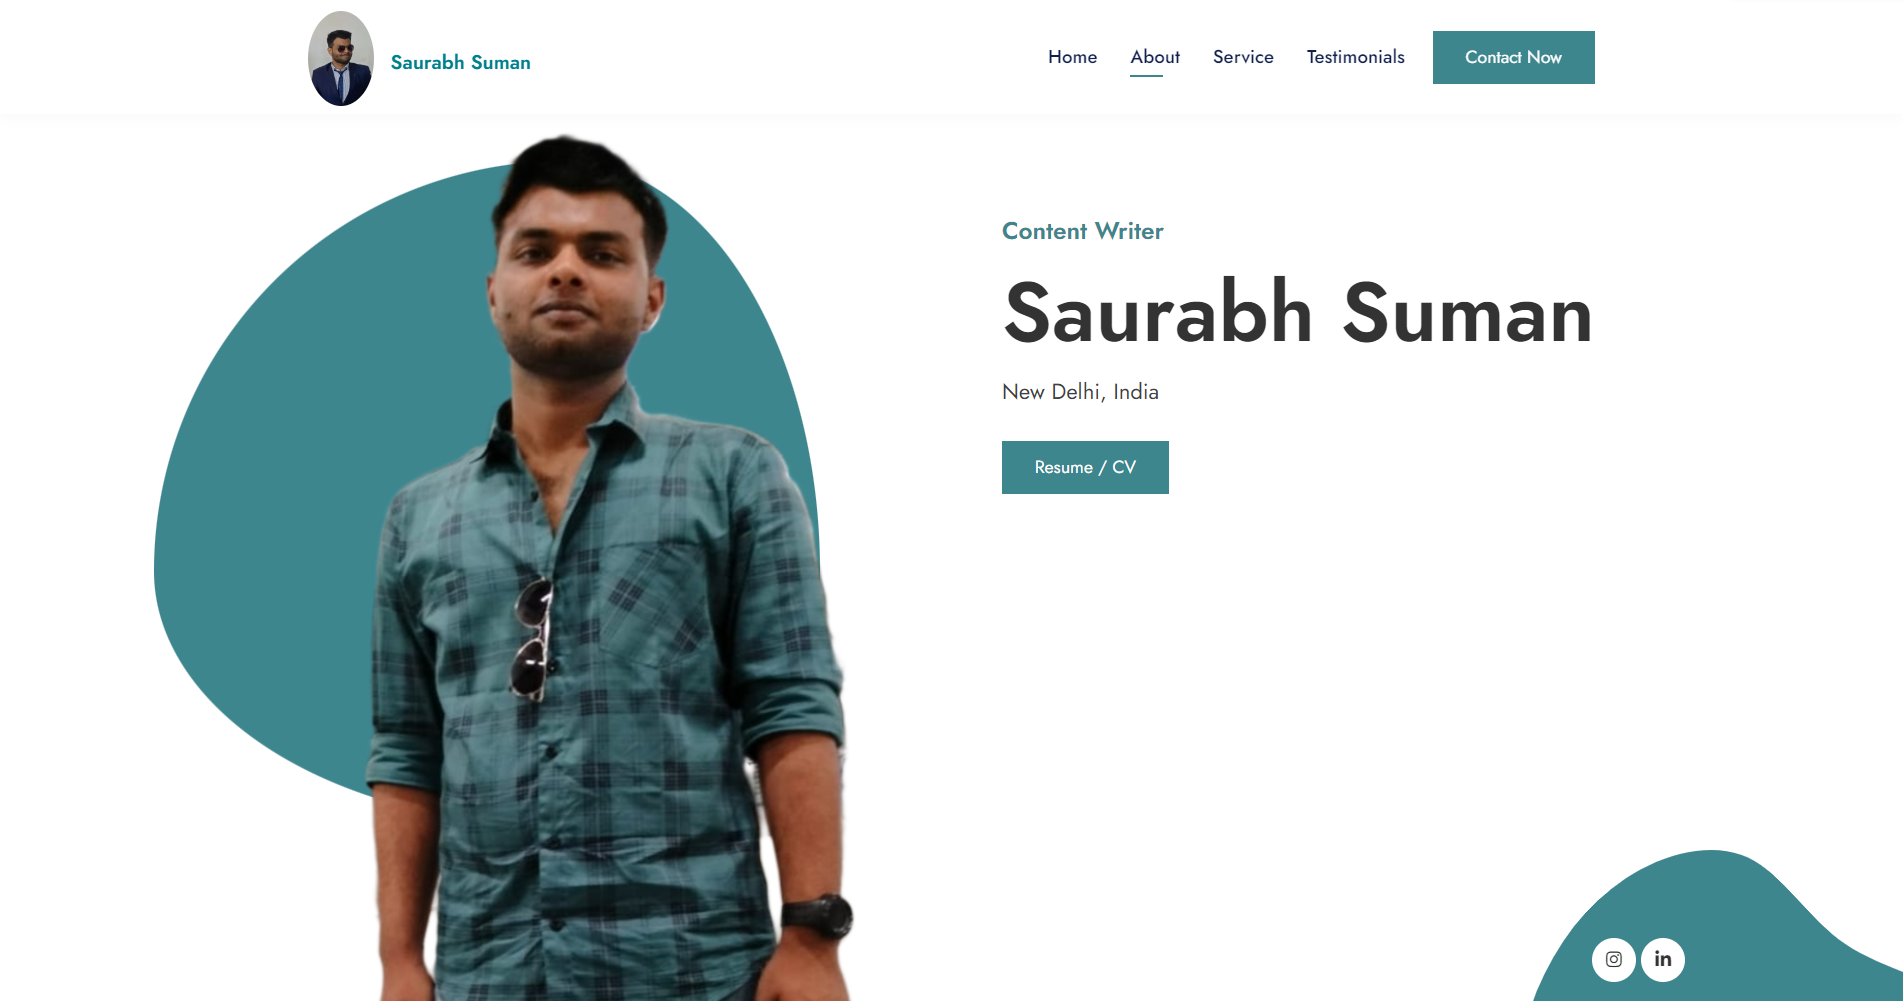 Saurabh Suman
Home
About
Service
Testimonials
Contact Now
Content Writer
Saurabh Suman
New Delhi, India
Resume / CV
in